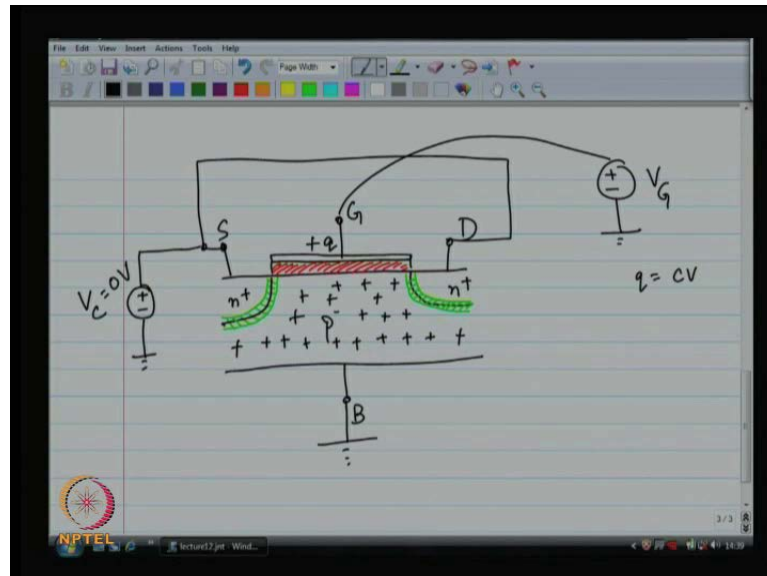 File Edit View Insert Actions Tools Help
Page Width
B I
G
V_G
S
+q
D
V_C = 0V
n+
+ + + + + + + + + +
n+
q = CV
P-
+ + + + + + + + + +
B
3/3
NPTEL
lecture12.jnt - Wind...
14:39